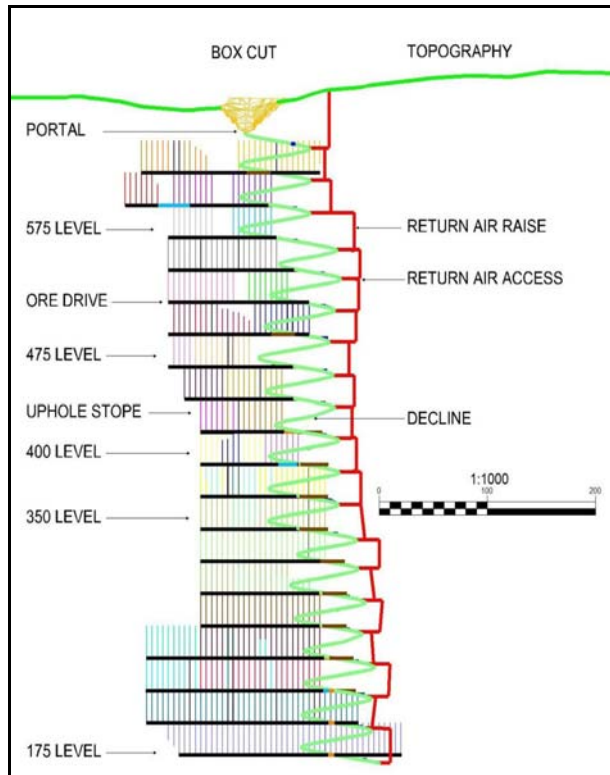 BOX CUT
TOPOGRAPHY
PORTAL
575 LEVEL
RETURN AIR RAISE
RETURN AIR ACCESS
ORE DRIVE
475 LEVEL
UPHOLE STOPE
DECLINE
400 LEVEL
1:1000
0 100 200
350 LEVEL
175 LEVEL